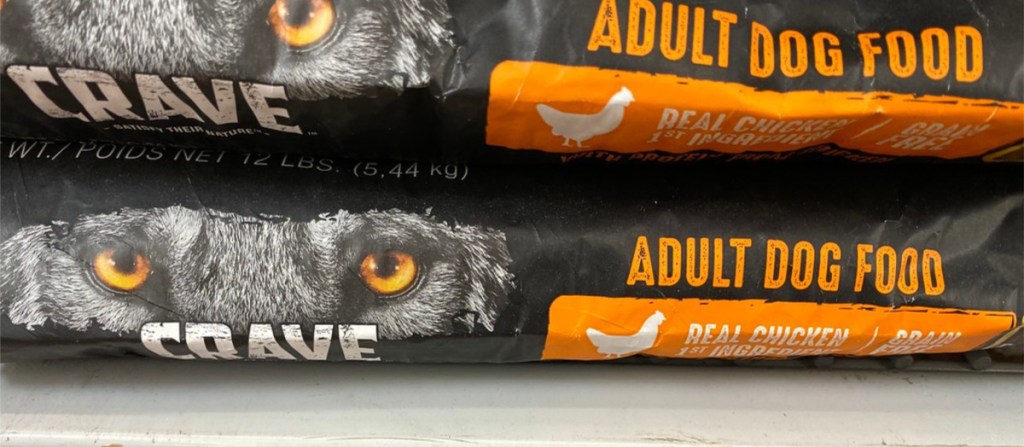 ADULT DOG FOOD
CRAVE
SATISFY THEIR NATURE
REAL CHICKEN
1ST INGREDIENT
GRAIN
FREE
WT./ POIDS NET 12 LBS. (5,44 kg)
ADULT DOG FOOD
CRAVE
REAL CHICKEN
1ST INGREDIENT
GRAIN